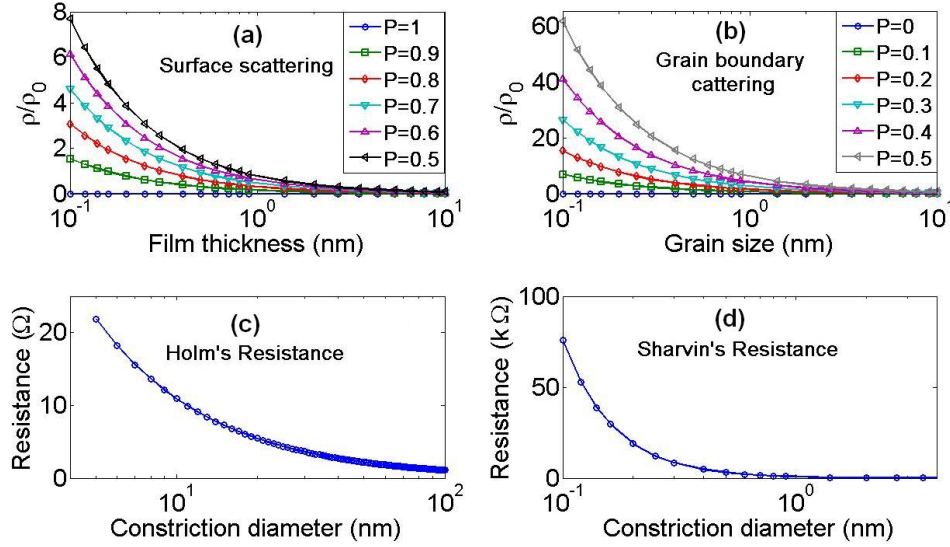 (a)
Surface scattering
P=1
P=0.9
P=0.8
P=0.7
P=0.6
P=0.5
ρ/ρ0
8
6
4
2
0
10-1
100
101
Film thickness (nm)
(b)
Grain boundary
cattering
P=0
P=0.1
P=0.2
P=0.3
P=0.4
P=0.5
ρ/ρ0
60
40
20
0
10-1
100
10
Grain size (nm)
(c)
Holm's Resistance
Resistance (Ω)
20
10
0
101
102
Constriction diameter (nm)
(d)
Sharvin's Resistance
Resistance (k Ω)
100
50
0
10-1
100
Constriction diameter (nm)